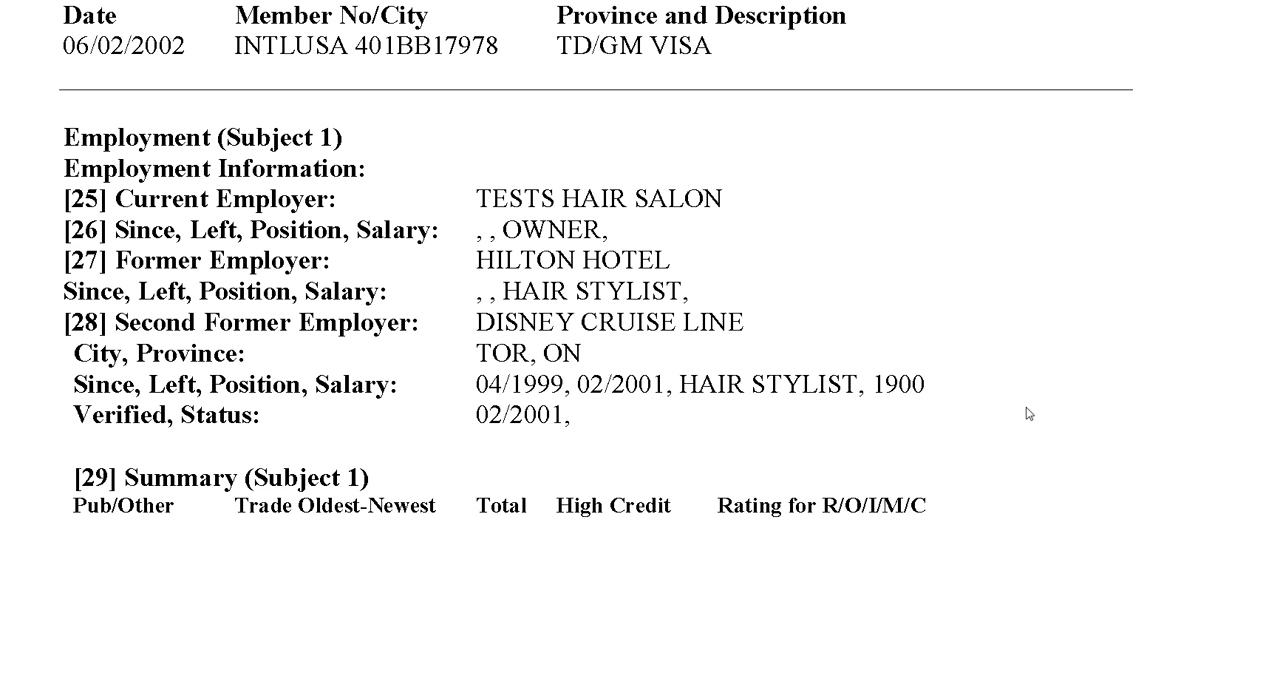 Date Member No/City Province and Description
06/02/2002 INTLUSA 401BB17978 TD/GM VISA
Employment (Subject 1)
Employment Information:
[25] Current Employer: TESTS HAIR SALON
[26] Since, Left, Position, Salary: , , OWNER,
[27] Former Employer: HILTON HOTEL
Since, Left, Position, Salary: , , HAIR STYLIST,
[28] Second Former Employer: DISNEY CRUISE LINE
City, Province: TOR, ON
Since, Left, Position, Salary: 04/1999, 02/2001, HAIR STYLIST, 1900
Verified, Status: 02/2001,
[29] Summary (Subject 1)
Pub/Other Trade Oldest-Newest Total High Credit Rating for R/O/I/M/C